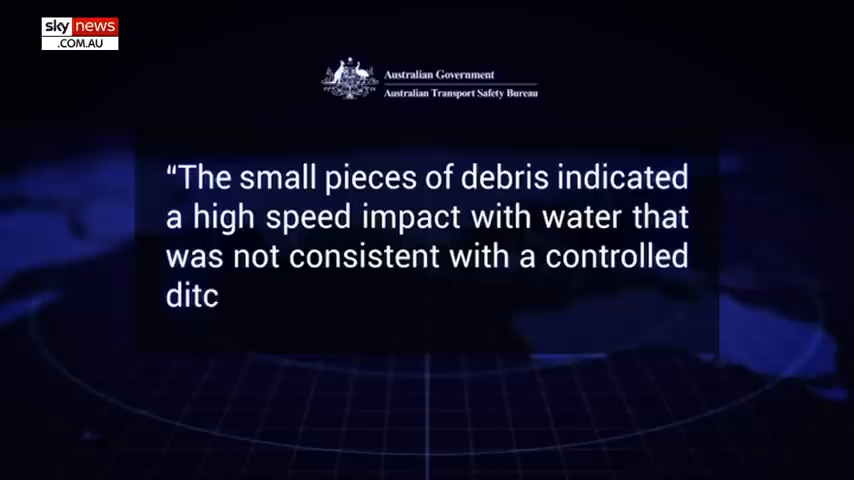 sky news
.COM.AU
Australian Government
Australian Transport Safety Bureau
“The small pieces of debris indicated
a high speed impact with water that
was not consistent with a controlled
ditc